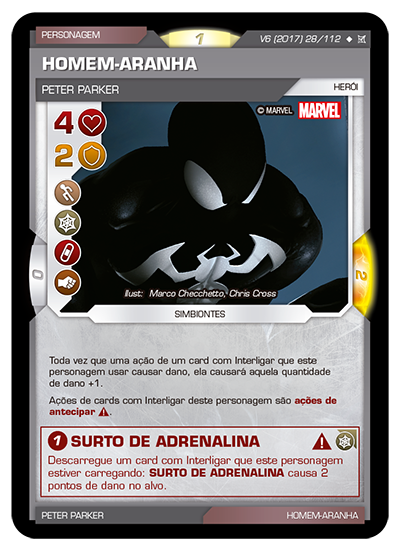 PERSONAGEM
1
V6 (2017) 26/112
HOMEM-ARANHA
PETER PARKER
HERÓI
© MARVEL MARVEL
4
2
0
2
Ilust: Marco Checchetto, Chris Cross
SIMBIONTES
Toda vez que uma ação de um card com Interligar que este
personagem usar causar dano, ela causará aquela quantidade
de dano +1.
Ações de cards com Interligar deste personagem são ações de
antecipar.
1 SURTO DE ADRENALINA
Descarregue um card com Interligar que este personagem
estiver carregando: SURTO DE ADRENALINA causa 2
pontos de dano no alvo.
PETER PARKER
HOMEM-ARANHA